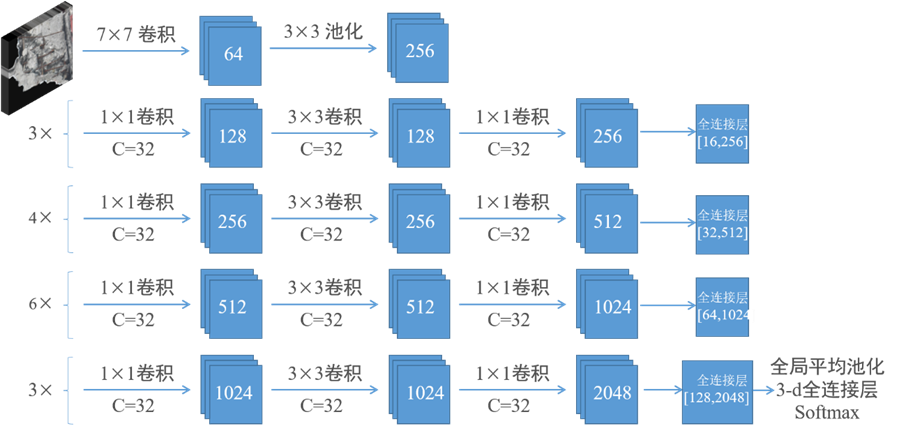 7×7 卷积
64
3×3 池化
256
3×
1×1卷积
C=32
128
3×3卷积
C=32
128
1×1卷积
C=32
256
全连接层
[16,256]
4×
1×1卷积
C=32
256
3×3卷积
C=32
256
1×1卷积
C=32
512
全连接层
[32,512]
6×
1×1卷积
C=32
512
3×3卷积
C=32
512
1×1卷积
C=32
1024
全连接层
[64,1024
3×
1×1卷积
C=32
1024
3×3卷积
C=32
1024
1×1卷积
C=32
2048
全连接层
[128,2048]
全局平均池化
3-d全连接层
Softmax